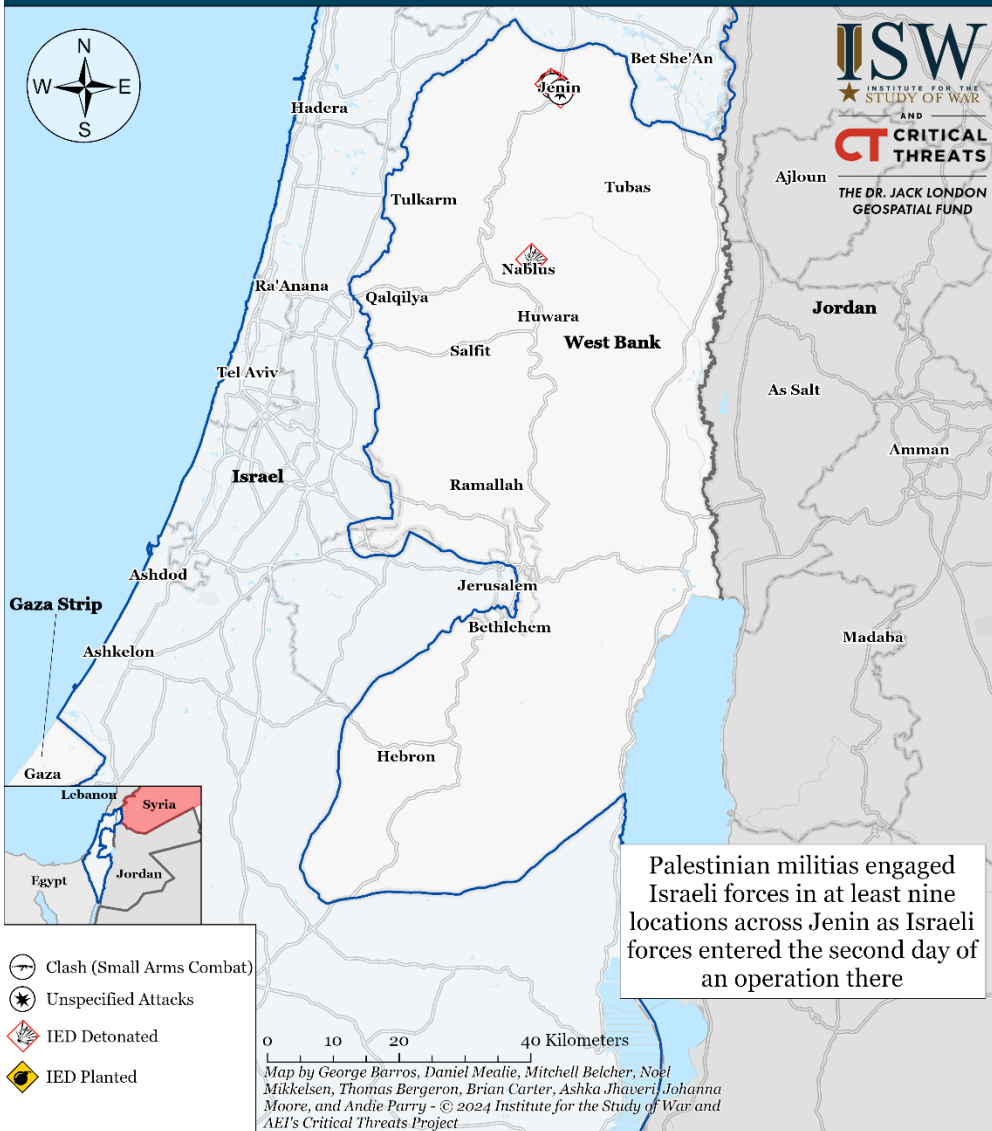 N
W
E
S
ISW
INSTITUTE FOR THE
STUDY OF WAR
AND
CT CRITICAL
THREATS
THE DR. JACK LONDON
GEOSPATIAL FUND
Bet She'An
Jenin
Hadera
Ajloun
Tulkarm
Tubas
Nablus
Ra'Anana
Qalqilya
Huwara
Jordan
West Bank
Salfit
Tel Aviv
As Salt
Amman
Israel
Ramallah
Ashdod
Jerusalem
Gaza Strip
Bethlehem
Madaba
Ashkelon
Hebron
Gaza
Lebanon
Syria
Egypt
Jordan
Palestinian militias engaged
Israeli forces in at least nine
locations across Jenin as Israeli
forces entered the second day of
an operation there
Clash (Small Arms Combat)
Unspecified Attacks
IED Detonated
IED Planted
0 10 20 40 Kilometers
Map by George Barros, Daniel Mealie, Mitchell Belcher, Noel
Mikkelsen, Thomas Bergeron, Brian Carter, Ashka Jhaveri, Johanna
Moore, and Andie Parry - © 2024 Institute for the Study of War and
AEI's Critical Threats Project